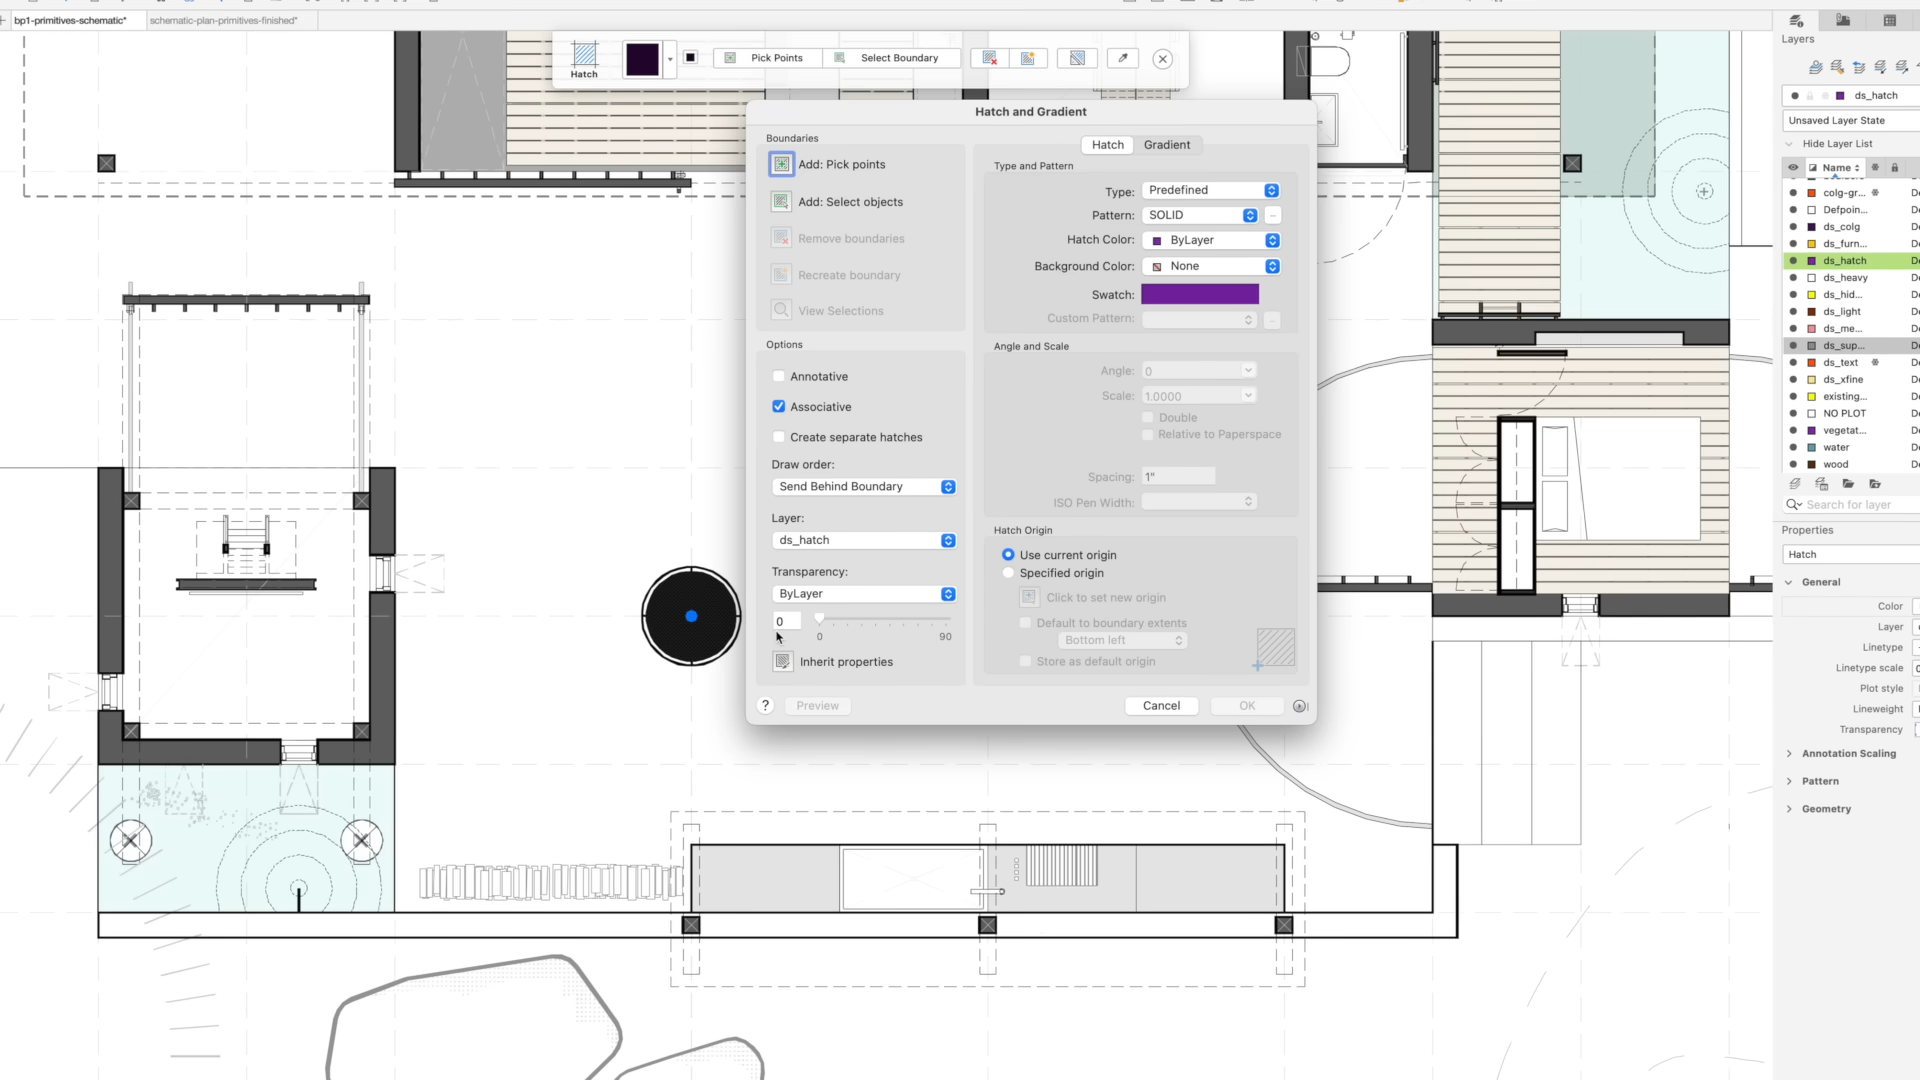 bp1-primitives-schematic*
schematic-plan-primitives-finished*
Hatch
Pick Points
Select Boundary
Hatch and Gradient
Boundaries
Add: Pick points
Add: Select objects
Remove boundaries
Recreate boundary
View Selections
Options
Annotative
Associative
Create separate hatches
Draw order:
Send Behind Boundary
Layer:
ds_hatch
Transparency:
ByLayer
0
0
90
Inherit properties
? Preview
Hatch Gradient
Type and Pattern
Type: Predefined
Pattern: SOLID
Hatch Color: ByLayer
Background Color: None
Swatch:
Custom Pattern:
Angle and Scale
Angle: 0
Scale: 1.0000
Double
Relative to Paperspace
Spacing: 1"
ISO Pen Width:
Hatch Origin
Use current origin
Specified origin
Click to set new origin
Default to boundary extents
Bottom left
Store as default origin
Cancel OK
Layers
ds_hatch
Unsaved Layer State
Hide Layer List
Name
colg-gr...
Defpoin...
ds_colg
ds_furn...
ds_hatch
ds_heavy
ds_hid...
ds_light
ds_me...
ds_sup...
ds_text
ds_xfine
existing...
NO PLOT
vegetat...
water
wood
Search for layer
Properties
Hatch
General
Color
Layer
Linetype
Linetype scale
Plot style
Lineweight
Transparency
Annotation Scaling
Pattern
Geometry